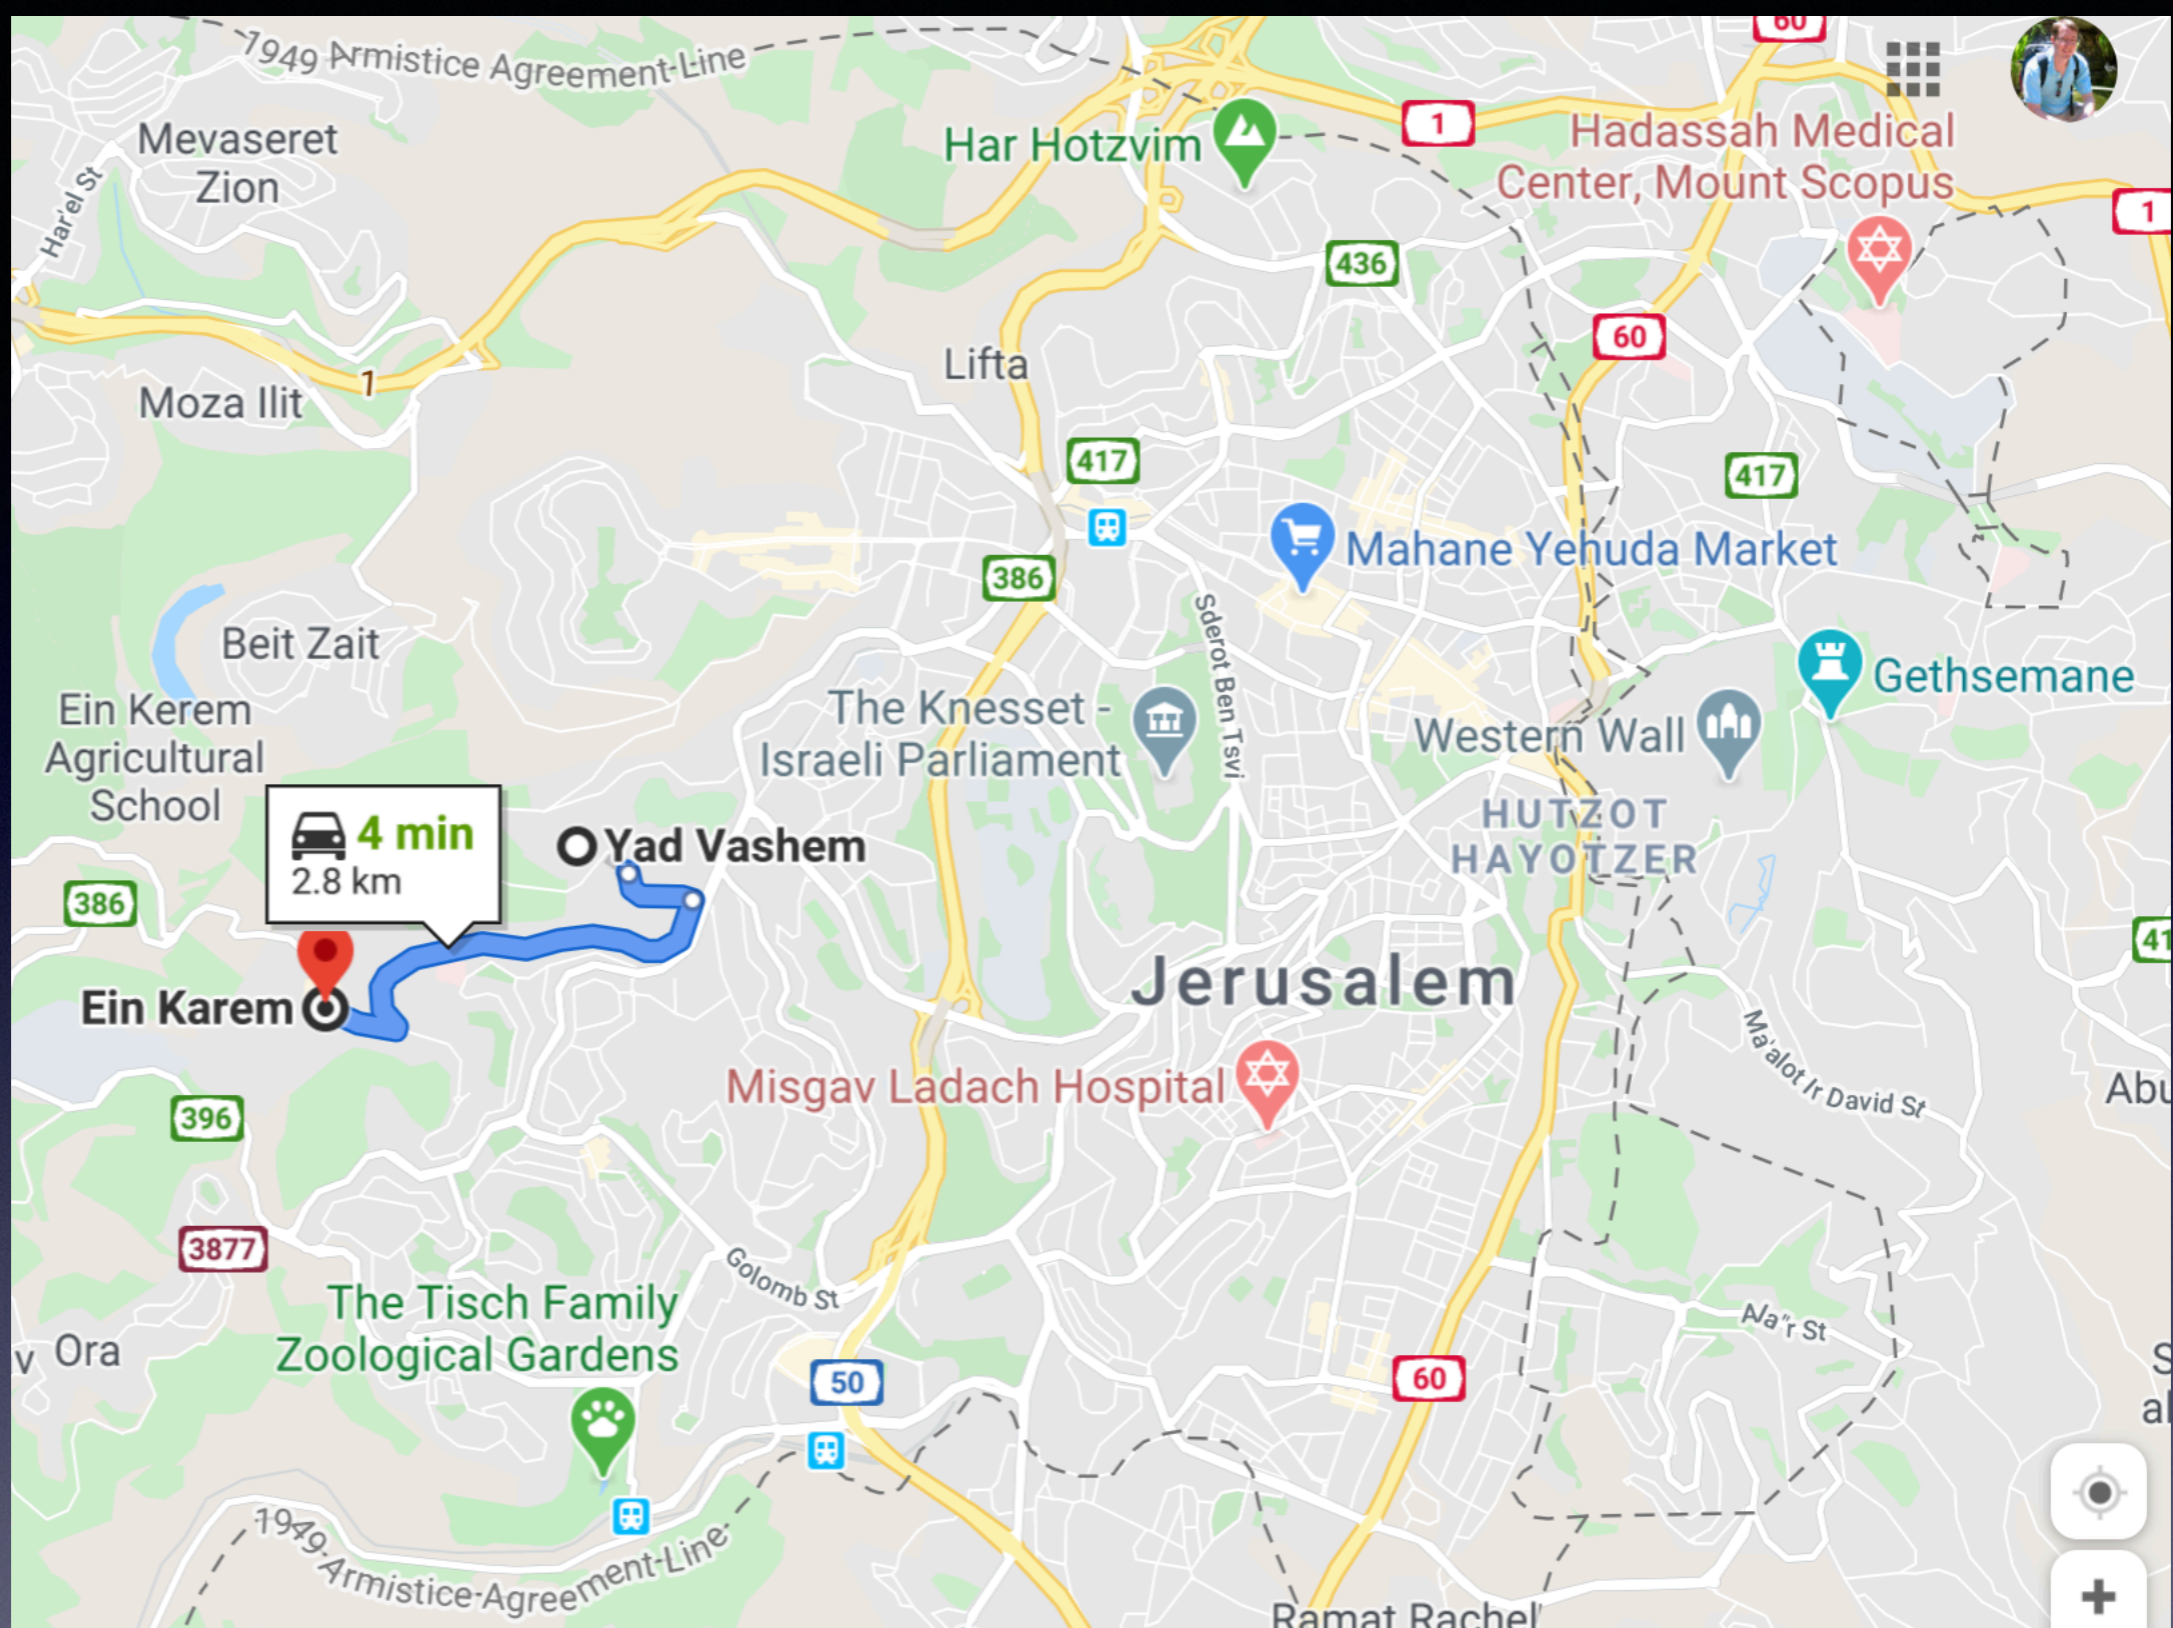 60
1949 Armistice Agreement Line
Mevaseret
Zion
Har'el St
Har Hotzvim
1
Hadassah Medical
Center, Mount Scopus
1
436
60
Lifta
1
Moza Ilit
417
417
Mahane Yehuda Market
386
Sderot Ben Tsvi
Beit Zait
Gethsemane
Ein Kerem
Agricultural
School
The Knesset -
Israeli Parliament
Western Wall
HUTZOT
HAYOTZER
4 min
2.8 km
Yad Vashem
386
41
Ein Karem
Jerusalem
Ma'alot Ir David St
Misgav Ladach Hospital
Abu
396
3877
Golomb St
The Tisch Family
Zoological Gardens
A/a"r St
v Ora
50
60
S
al
1949 Armistice Agreement Line
Ramat Rachel